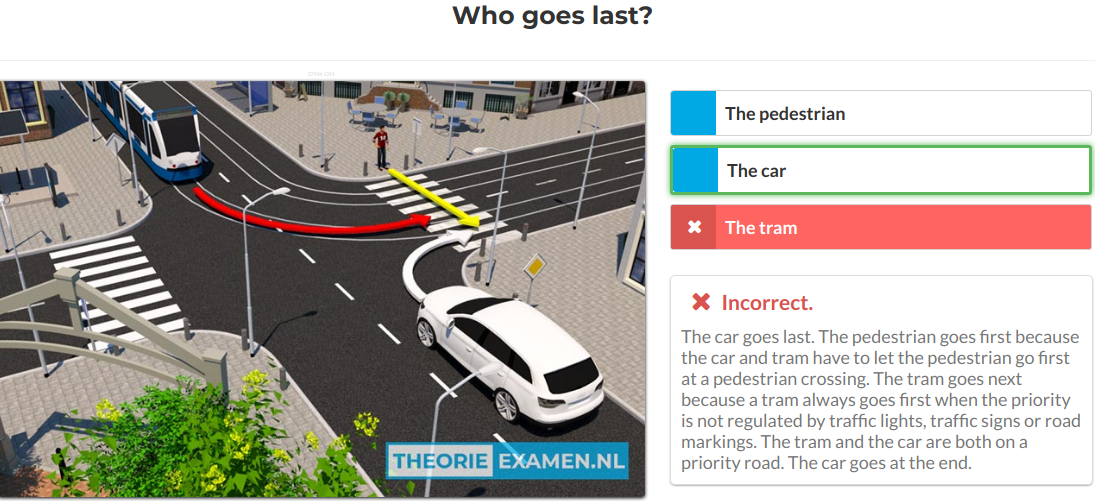 Who goes last?
The pedestrian
The car
The tram
Incorrect.
The car goes last. The pedestrian goes first because
the car and tram have to let the pedestrian go first
at a pedestrian crossing. The tram goes next
because a tram always goes first when the priority
is not regulated by traffic lights, traffic signs or road
markings. The tram and the car are both on a
priority road. The car goes at the end.
THEORIE EXAMEN.NL